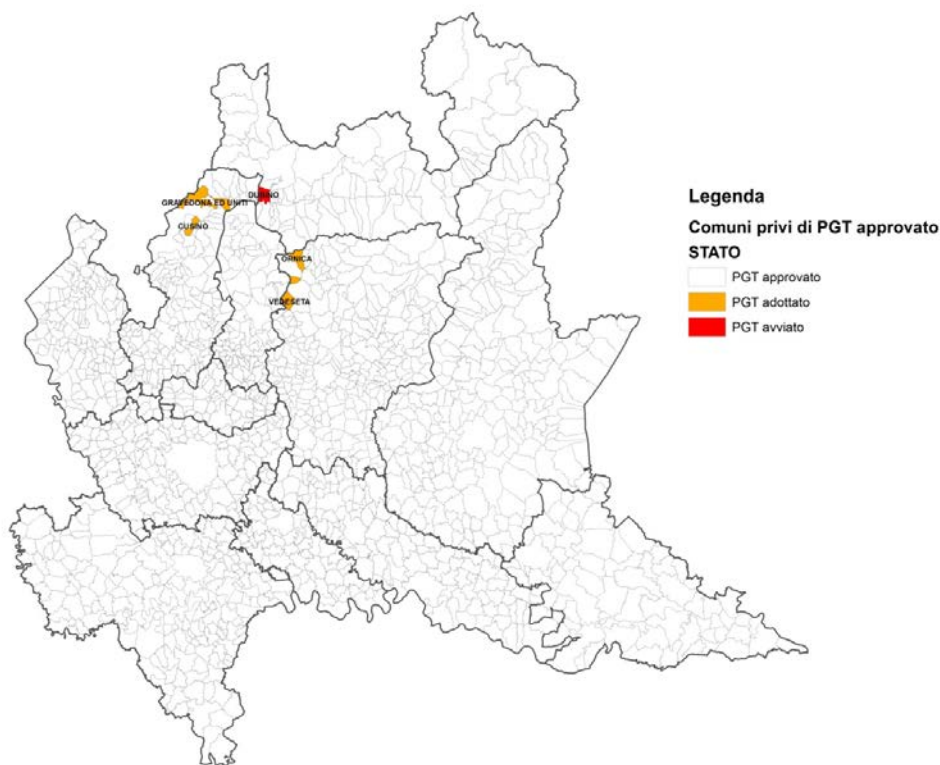 DUBINO
GRAVEDONA ED UNITI
CUSINO
ORNICA
VEDESETA
Legenda
Comuni privi di PGT approvato
STATO
PGT approvato
PGT adottato
PGT avviato